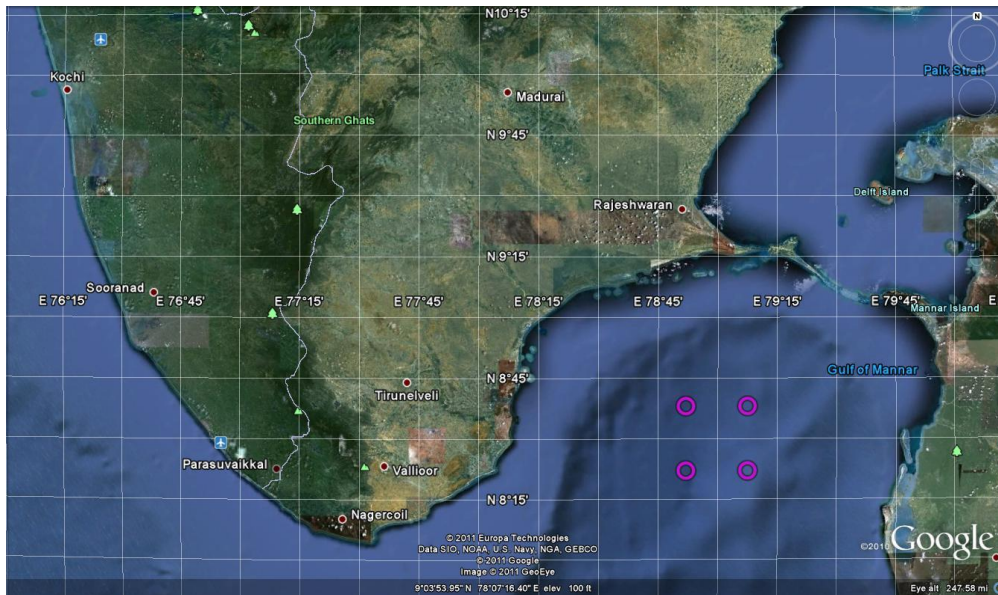 N10°15'
N
Kochi
Palk Strait
Madurai
Southern Ghats
N 9°45'
Delft Island
Rajeshwaran
N 9°15'
Sooranad
E 76°15'
E 76°45'
E 77°15'
E 77°45'
E 78°15'
E 78°45'
E 79°15'
E 79°45'
E
Mannar Island
Gulf of Mannar
N 8°45'
Tirunelveli
Parasuvaikkal
Vallioor
N 8°15'
Nagercoil
© 2011 Europa Technologies
Data SIO, NOAA, U.S. Navy, NGA, GEBCO
© 2011 Google
Image © 2011 GeoEye
©2010 Google
9°03'53.95" N 78°07'16.40" E elev 100 ft
Eye alt 247.58 mi